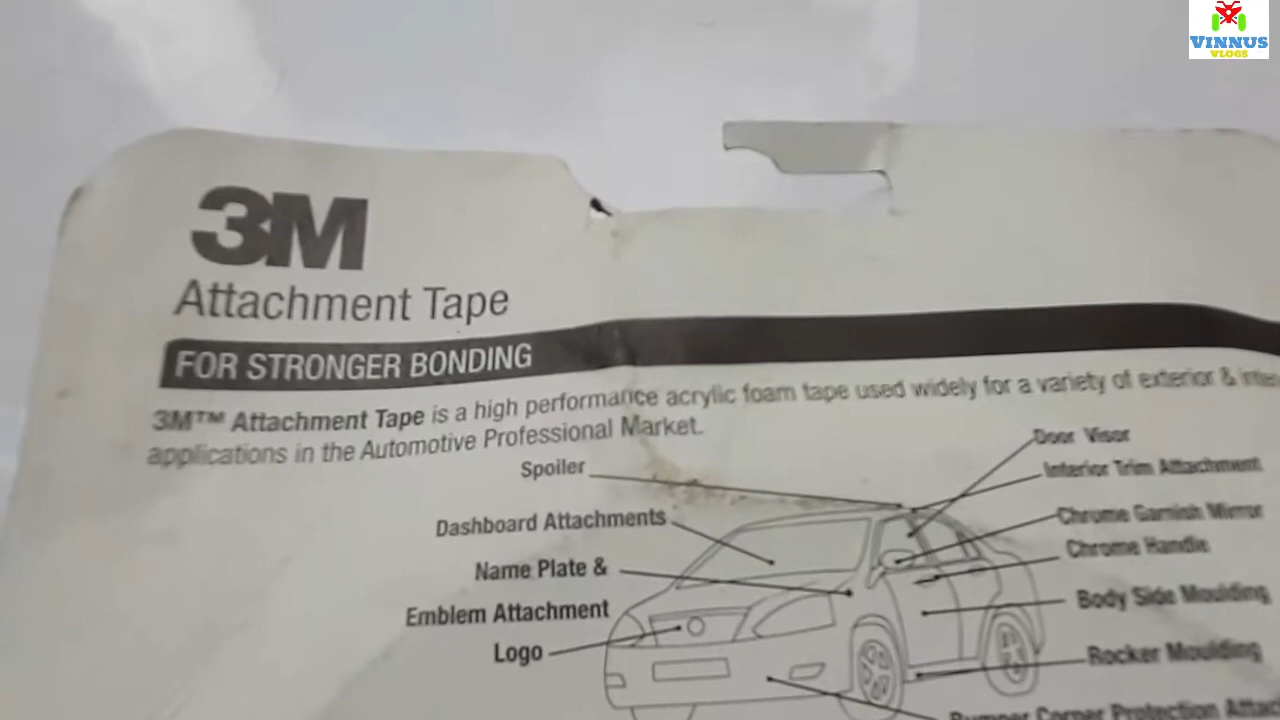 VINNUS
VLOGS
3M
Attachment Tape
FOR STRONGER BONDING
3M™ Attachment Tape is a high performance acrylic foam tape used widely for a variety of exterior &
applications in the Automotive Professional Market.
Spoiler
Dashboard Attachments
Name Plate &
Emblem Attachment
Logo
Door Visor
Interior Trim Attachment
Chrome Garnish Mirror
Chrome Handle
Body Side Moulding
Rocker Moulding
Bumper Corner Protection